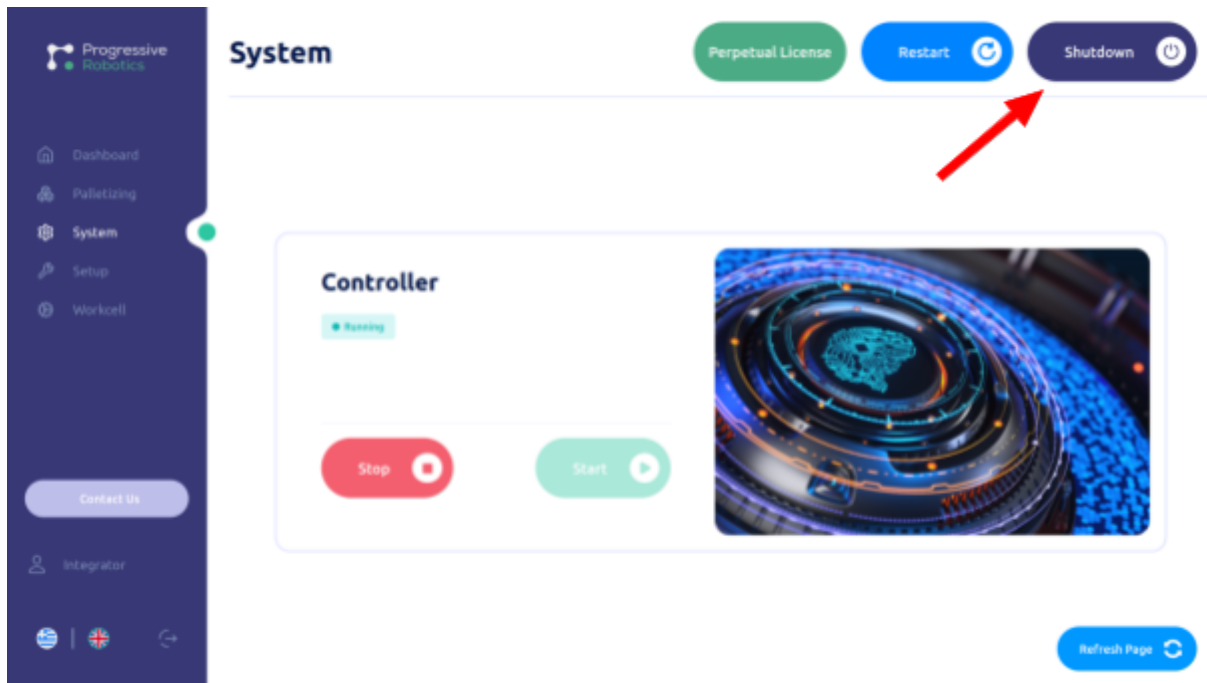 Progressive
Robotics
System
Perpetual License
Restart
Shutdown
Dashboard
Palletizing
System
Setup
Workcell
Controller
Running
Stop
Start
Contact Us
Integrator
Refresh Page